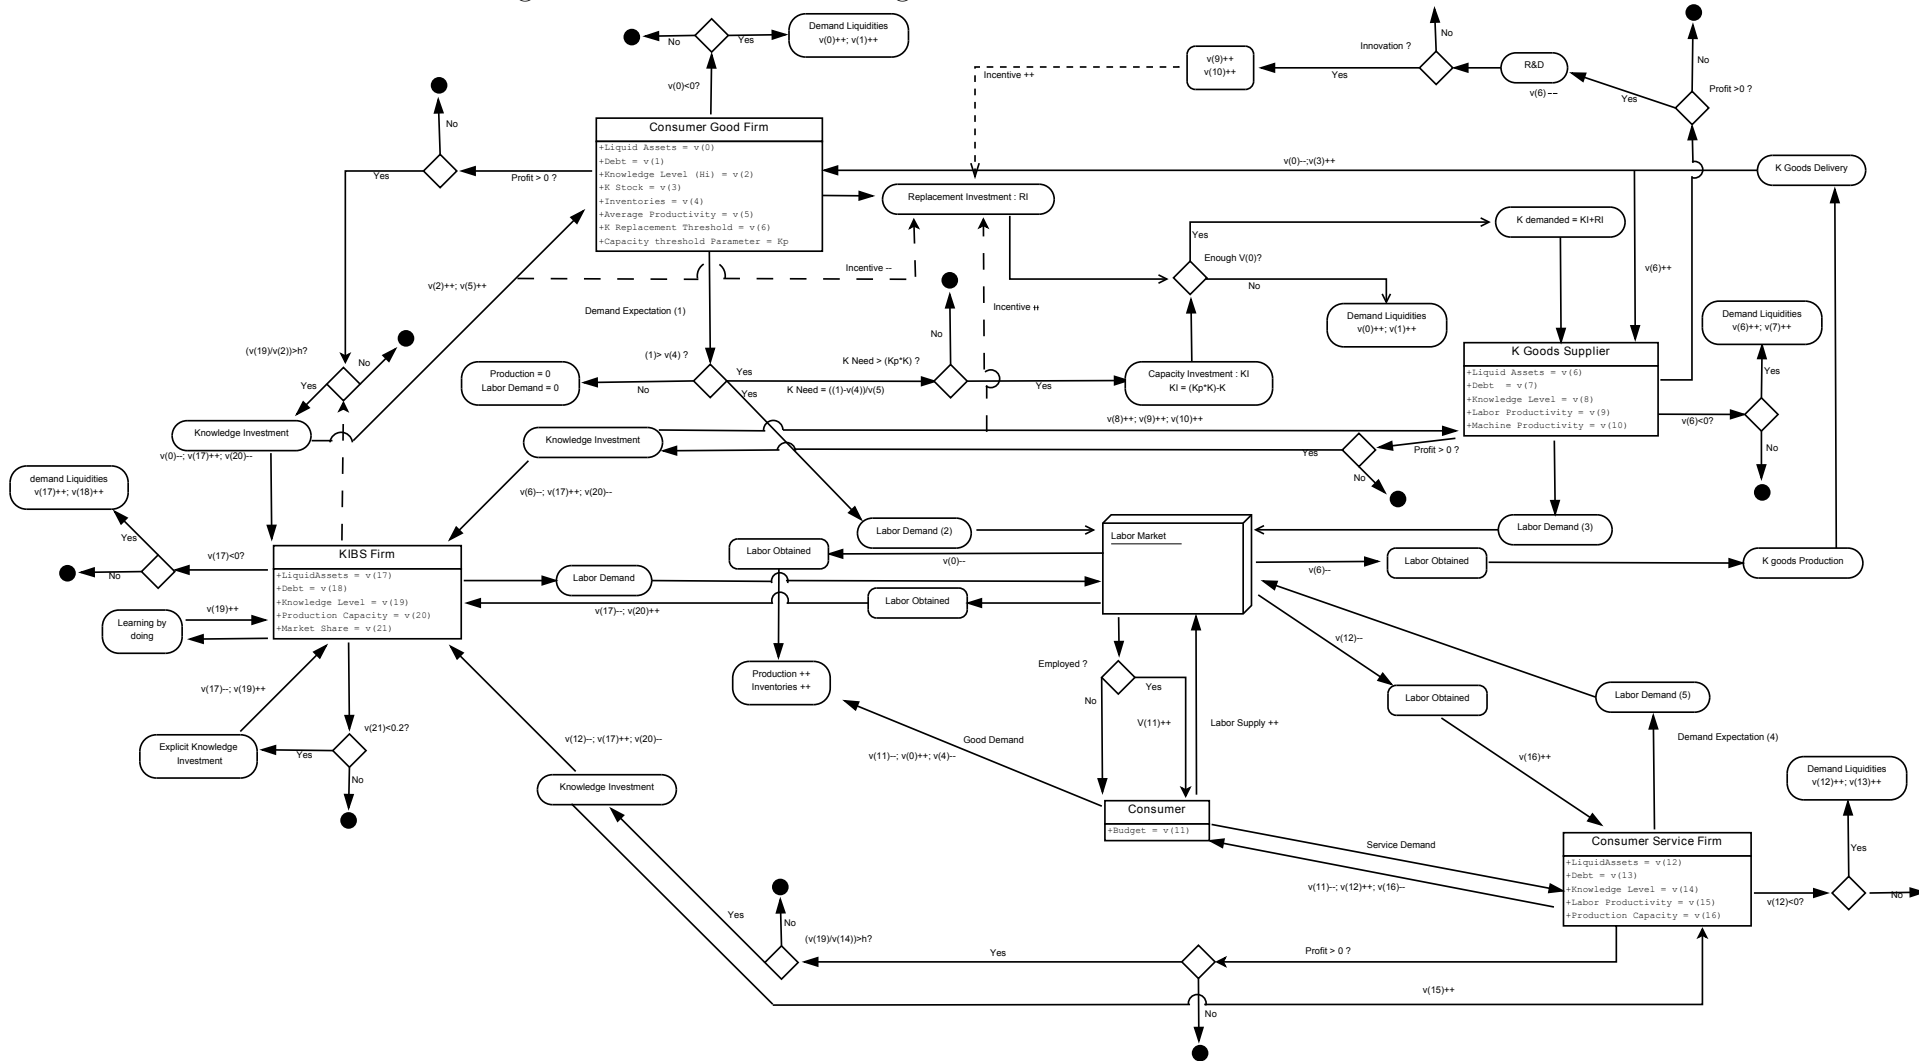 Demand Liquidities
v(0)++; v(1)++
No
Yes
v(0)<0?
No
Innovation ?
v(9)++
v(10)++
Incentive ++
Yes
R&D
v(6) --
Yes
No
Profit >0 ?
No
Consumer Good Firm
+Liquid Assets = v(0)
+Debt = v(1)
+Knowledge Level (Hi) = v(2)
+K Stock = v(3)
+Inventories = v(4)
+Average Productivity = v(5)
+K Replacement Threshold = v(6)
+Capacity threshold Parameter = Kp
Yes
Profit > 0 ?
v(0)--;v(3)++
K Goods Delivery
Replacement Investment : RI
K demanded = KI+RI
Yes
Enough V(0)?
No
v(6)++
Incentive --
v(2)++; v(5)++
Incentive ++
Demand Expectation (1)
Demand Liquidities
v(0)++; v(1)++
Demand Liquidities
v(6)++; v(7)++
(v(19)/v(2))>h?
No
Yes
(1)> v(4) ?
No
K Need > (Kp*K) ?
Production = 0
Labor Demand = 0
No
Yes
Yes
K Need = ((1)-v(4))/v(5)
Yes
Capacity Investment : KI
KI = (Kp*K)-K
K Goods Supplier
+Liquid Assets = v(6)
+Debt = v(7)
+Knowledge Level = v(8)
+Labor Productivity = v(9)
+Machine Productivity = v(10)
Yes
v(6)<0?
No
Knowledge Investment
v(0)--; v(17)++; v(20)--
Knowledge Investment
v(8)++; v(9)++; v(10)++
Yes
Profit > 0 ?
No
demand Liquidities
v(17)++; v(18)++
v(6)--; v(17)++; v(20)--
Yes
v(17)<0?
No
KIBS Firm
+LiquidAssets = v(17)
+Debt = v(18)
+Knowledge Level = v(19)
+Production Capacity = v(20)
+Market Share = v(21)
Labor Demand (2)
Labor Market
Labor Demand (3)
Labor Obtained
v(0)--
v(6)--
Labor Obtained
K goods Production
Labor Demand
v(17)--; v(20)++
Labor Obtained
v(19)++
Learning by
doing
v(12)--
Production ++
Inventories ++
Employed ?
No
Yes
V(11)++
Labor Supply ++
Labor Obtained
Labor Demand (5)
v(17)--; v(19)++
v(21)<0.2?
Explicit Knowledge
Investment
Yes
No
v(12)--; v(17)++; v(20)--
Good Demand
v(11)--; v(0)++; v(4)--
v(16)++
Demand Expectation (4)
Demand Liquidities
v(12)++; v(13)++
Knowledge Investment
Consumer
+Budget = v(11)
Service Demand
v(11)--; v(12)++; v(16)--
Consumer Service Firm
+LiquidAssets = v(12)
+Debt = v(13)
+Knowledge Level = v(14)
+Labor Productivity = v(15)
+Production Capacity = v(16)
Yes
v(12)<0?
No
Yes
No
(v(19)/v(14))>h?
Yes
Profit > 0 ?
v(15)++
No